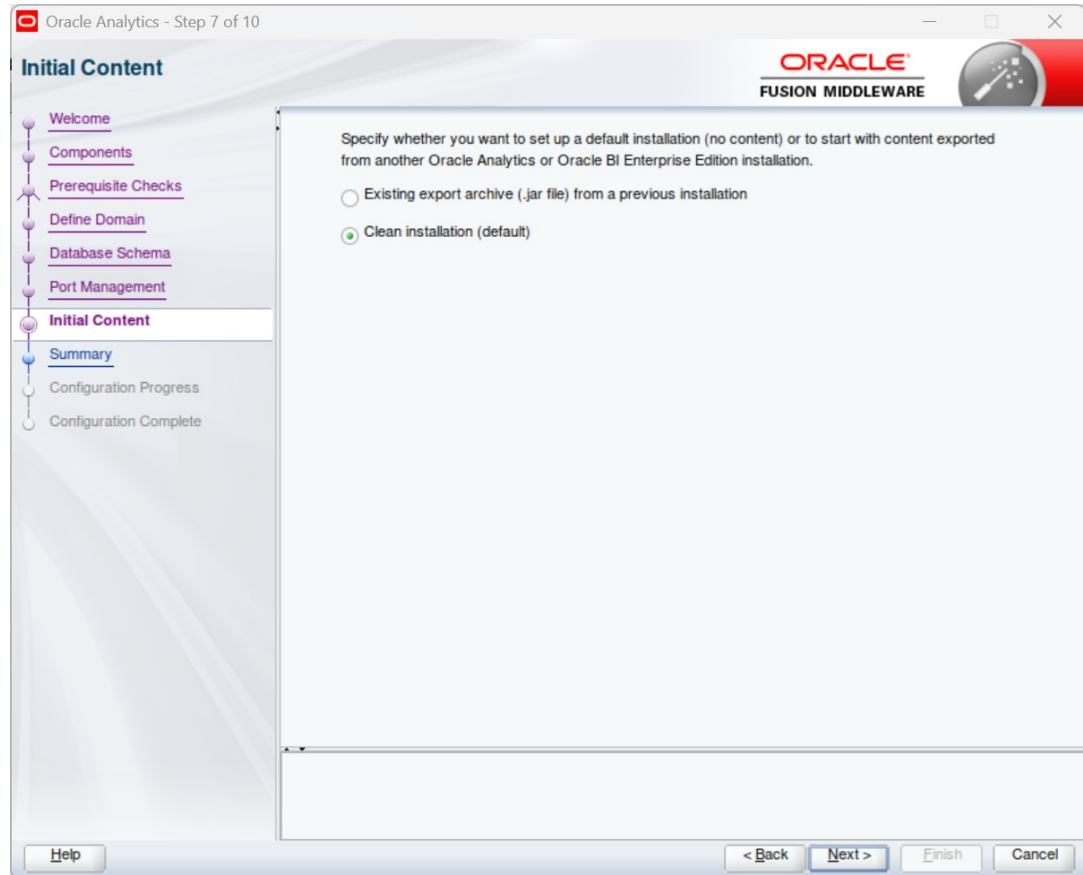 Oracle Analytics - Step 7 of 10
Initial Content
ORACLE®
FUSION MIDDLEWARE
Welcome
Components
Prerequisite Checks
Define Domain
Database Schema
Port Management
Initial Content
Summary
Configuration Progress
Configuration Complete
Specify whether you want to set up a default installation (no content) or to start with content exported
from another Oracle Analytics or Oracle BI Enterprise Edition installation.
Existing export archive (.jar file) from a previous installation
Clean installation (default)
Help
< Back
Next >
Finish
Cancel